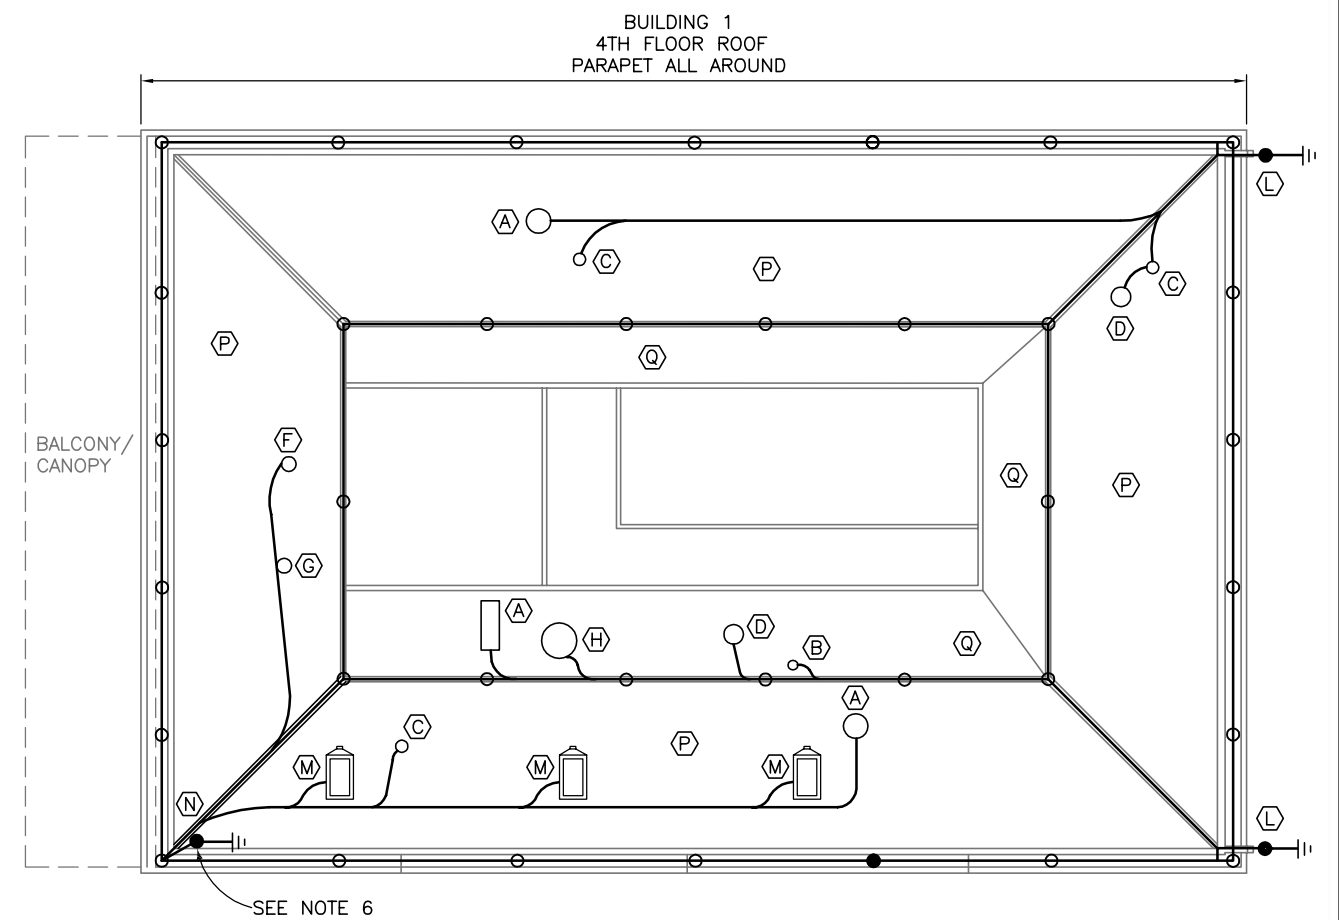 BUILDING 1
4TH FLOOR ROOF
PARAPET ALL AROUND
L
A
C
P
C
D
P
Q
BALCONY/
CANOPY
F
Q
P
G
A
H
D
B
Q
A
C
P
M
M
M
N
L
SEE NOTE 6